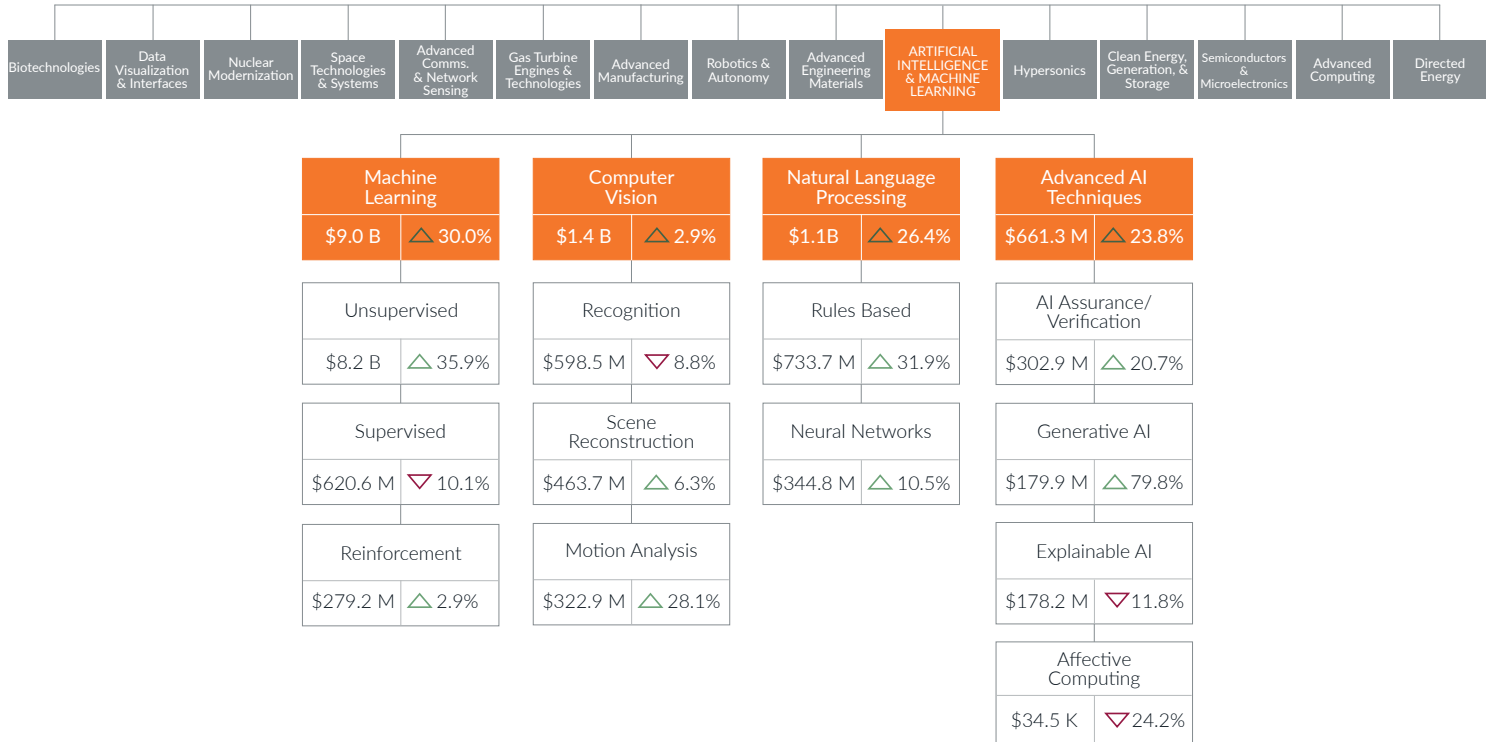 Biotechnologies
Data
Visualization
& Interfaces
Nuclear
Modernization
Space
Technologies
& Systems
Advanced
Comms.
& Network
Sensing
Gas Turbine
Engines &
Technologies
Advanced
Manufacturing
Robotics &
Autonomy
Advanced
Engineering
Materials
ARTIFICIAL
INTELLIGENCE
& MACHINE
LEARNING
Hypersonics
Clean Energy,
Generation, &
Storage
Semiconductors
&
Microelectronics
Advanced
Computing
Directed
Energy
Machine
Learning
$9.0 B
30.0%
Unsupervised
$8.2 B
35.9%
Supervised
$620.6 M
10.1%
Reinforcement
$279.2 M
2.9%
Computer
Vision
$1.4 B
2.9%
Recognition
$598.5 M
8.8%
Scene
Reconstruction
$463.7 M
6.3%
Motion Analysis
$322.9 M
28.1%
Natural Language
Processing
$1.1B
26.4%
Rules Based
$733.7 M
31.9%
Neural Networks
$344.8 M
10.5%
Advanced AI
Techniques
$661.3 M
23.8%
AI Assurance/
Verification
$302.9 M
20.7%
Generative AI
$179.9 M
79.8%
Explainable AI
$178.2 M
11.8%
Affective
Computing
$34.5 K
24.2%